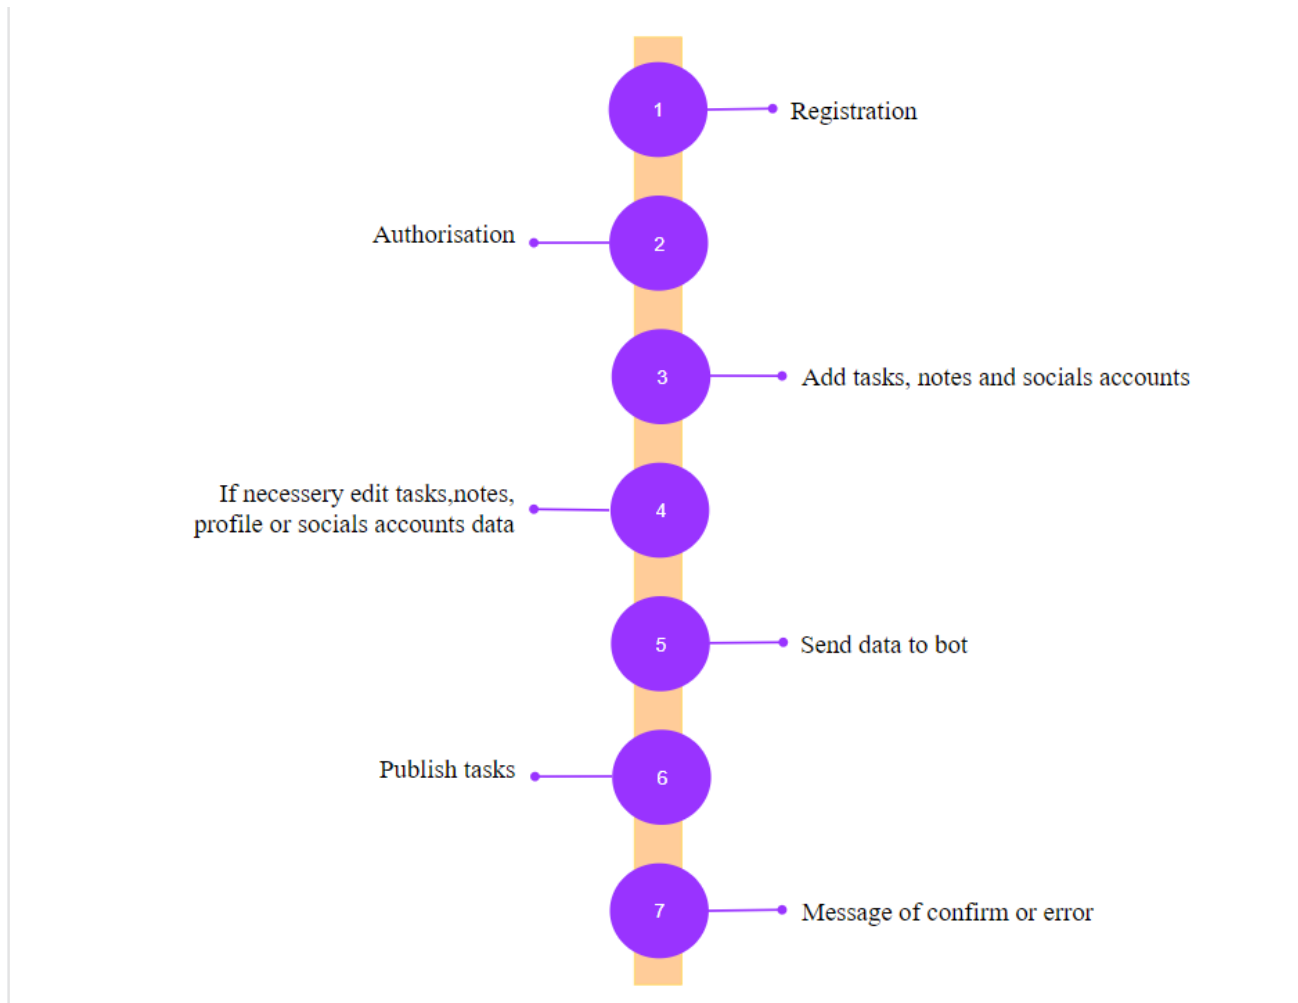 1
Registration
Authorisation
2
3
Add tasks, notes and socials accounts
If necessery edit tasks,notes,
profile or socials accounts data
4
5
Send data to bot
Publish tasks
6
7
Message of confirm or error